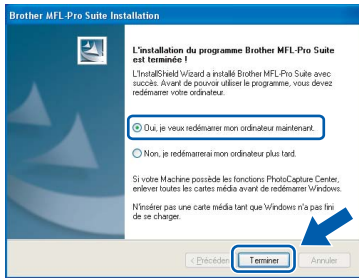 Brother MFL-Pro Suite Installation
L'installation du programme Brother MFL-Pro Suite
est terminée !
L'InstallShield Wizard a installé Brother MFL-Pro Suite avec
succès. Avant de pouvoir utiliser le programme, vous devez
redémarrer votre ordinateur.
Oui, je veux redémarrer mon ordinateur maintenant.
Non, je redémarrerai mon ordinateur plus tard.
Si votre Machine possède les fonctions PhotoCapture Center,
enlever toutes les cartes média avant de redémarrer Windows.
N'insérer pas une carte média tant que Windows n'a pas fini
de se charger.
< Précéden Terminer Annuler